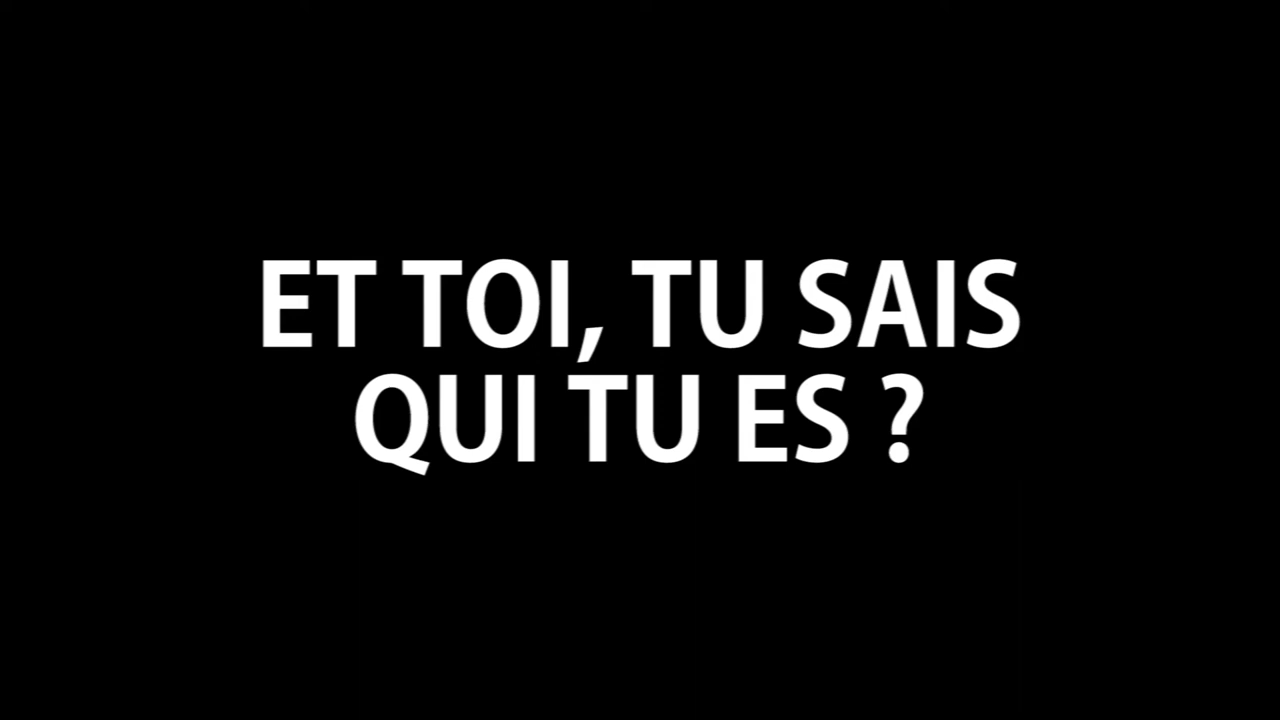 ET TOI, TU SAIS
QUI TU ES ?